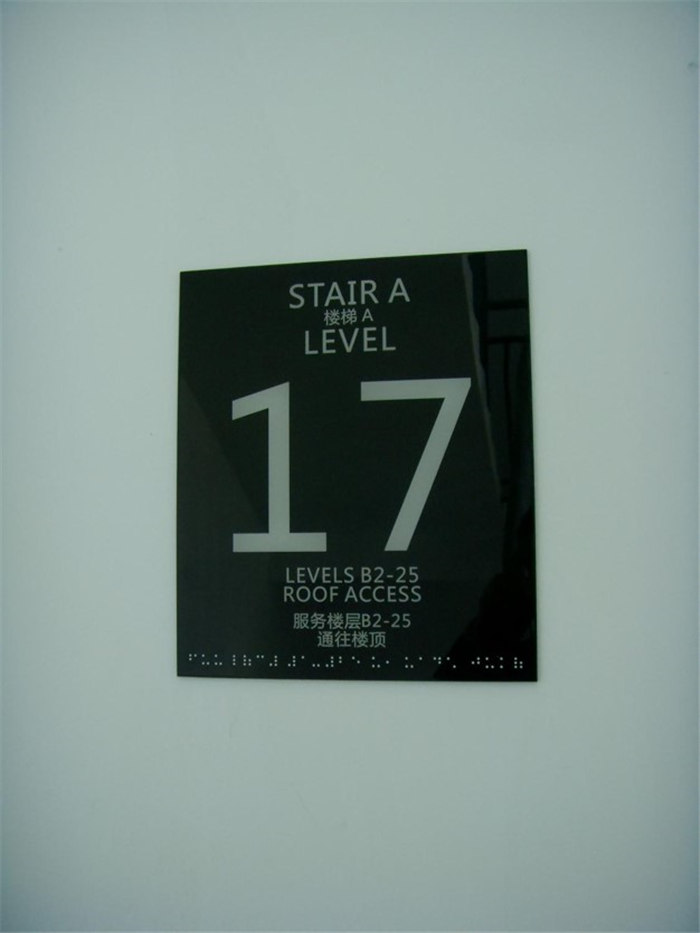 STAIR A
楼梯 A
LEVEL
17
LEVELS B2-25
ROOF ACCESS
服务楼层B2-25
通往楼顶